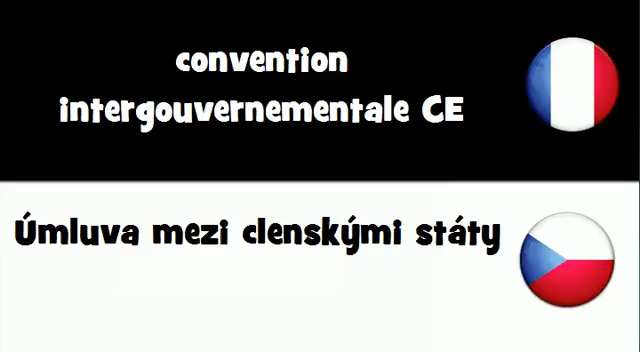 convention
intergouvernementale CE
Úmluva mezi clenskými státy